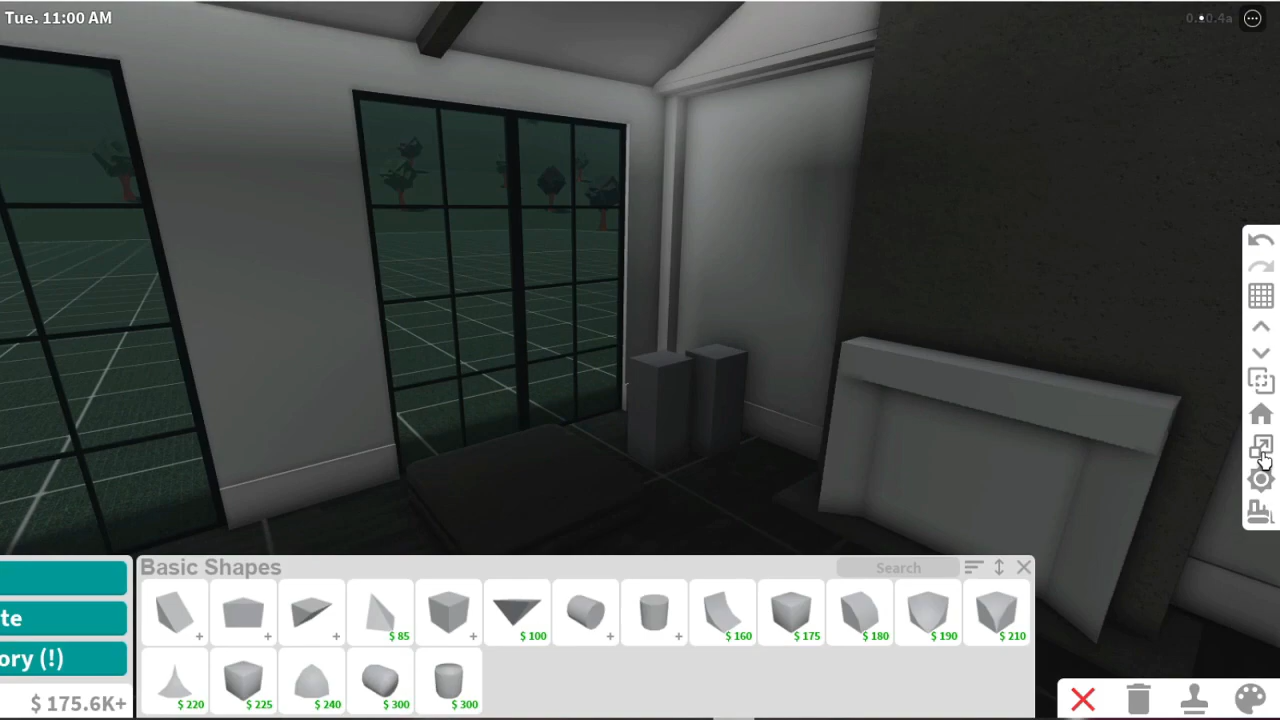 Tue. 11:00 AM
Basic Shapes
Search
$ 85
$ 100
$ 160
$ 175
$ 180
$ 190
$ 210
te
ory (!)
$ 220
$ 225
$ 240
$ 300
$ 300
$ 175.6K+